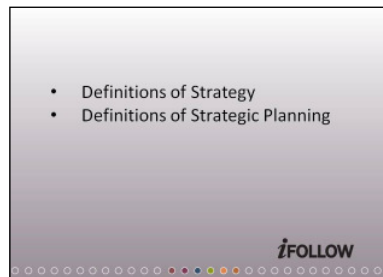 • Definitions of Strategy
• Definitions of Strategic Planning
iFOLLOW